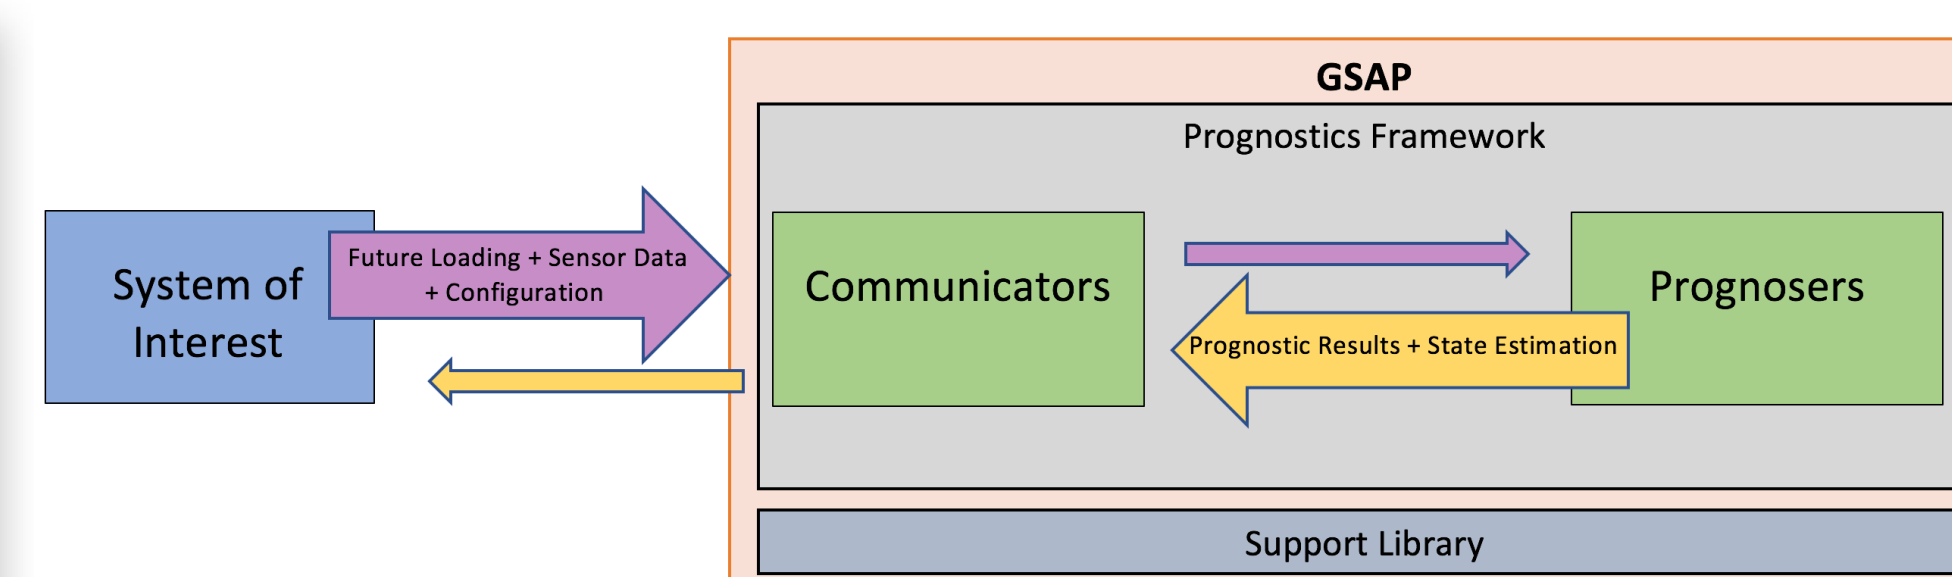 GSAP
Prognostics Framework
System of
Interest
Future Loading + Sensor Data
+ Configuration
Communicators
Prognosers
Prognostic Results + State Estimation
Support Library